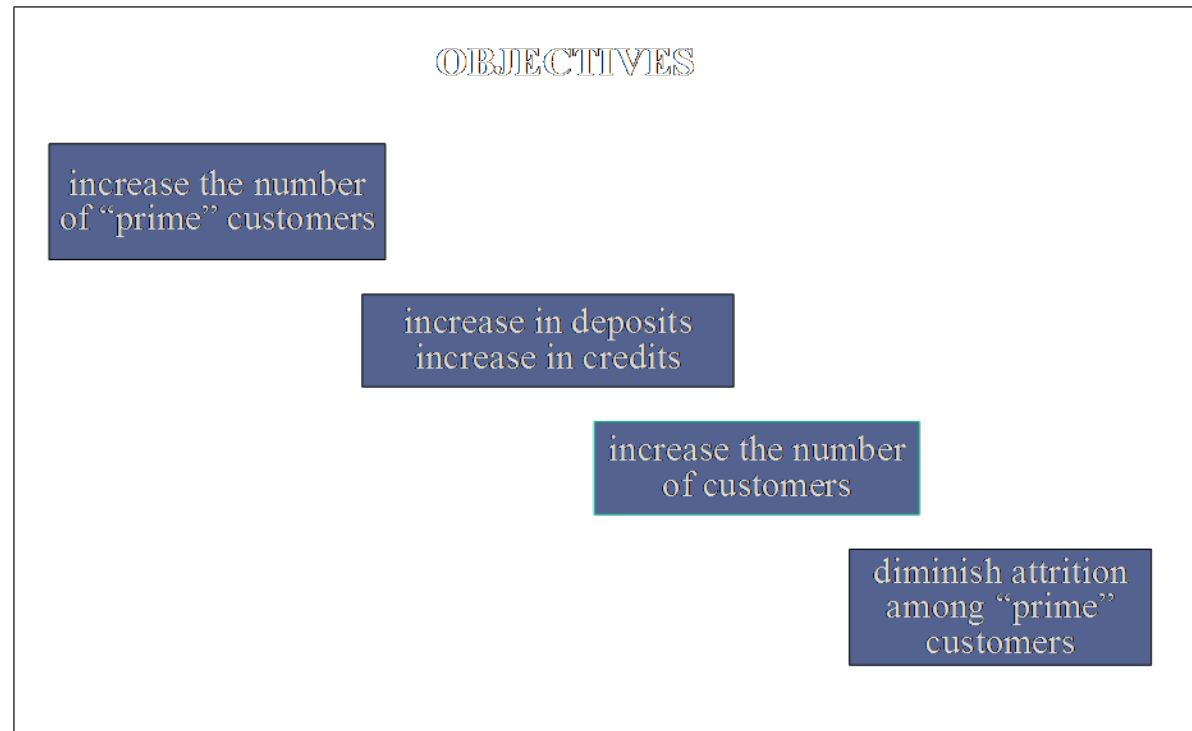 OBJECTIVES
increase the number
of “prime” customers
increase in deposits
increase in credits
increase the number
of customers
diminish attrition
among “prime”
customers